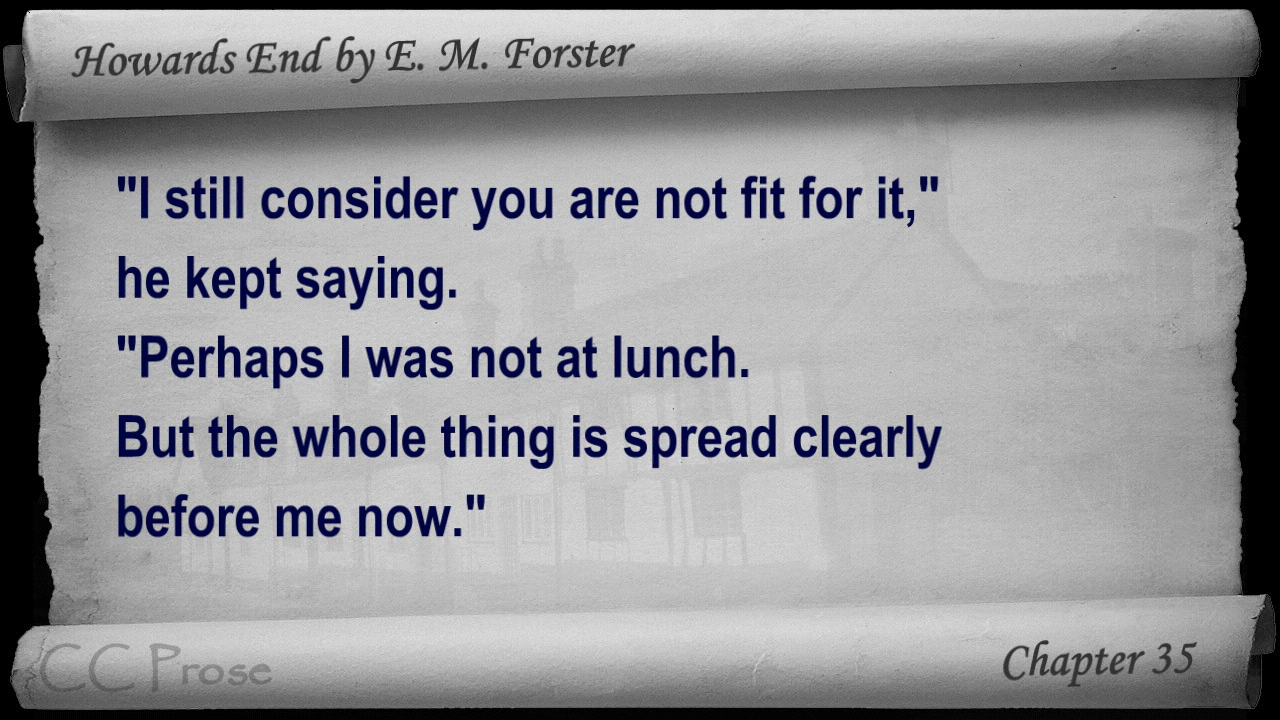 Howards End by E. M. Forster
"I still consider you are not fit for it,"
he kept saying.
"Perhaps I was not at lunch.
But the whole thing is spread clearly
before me now."
CC Prose
Chapter 35